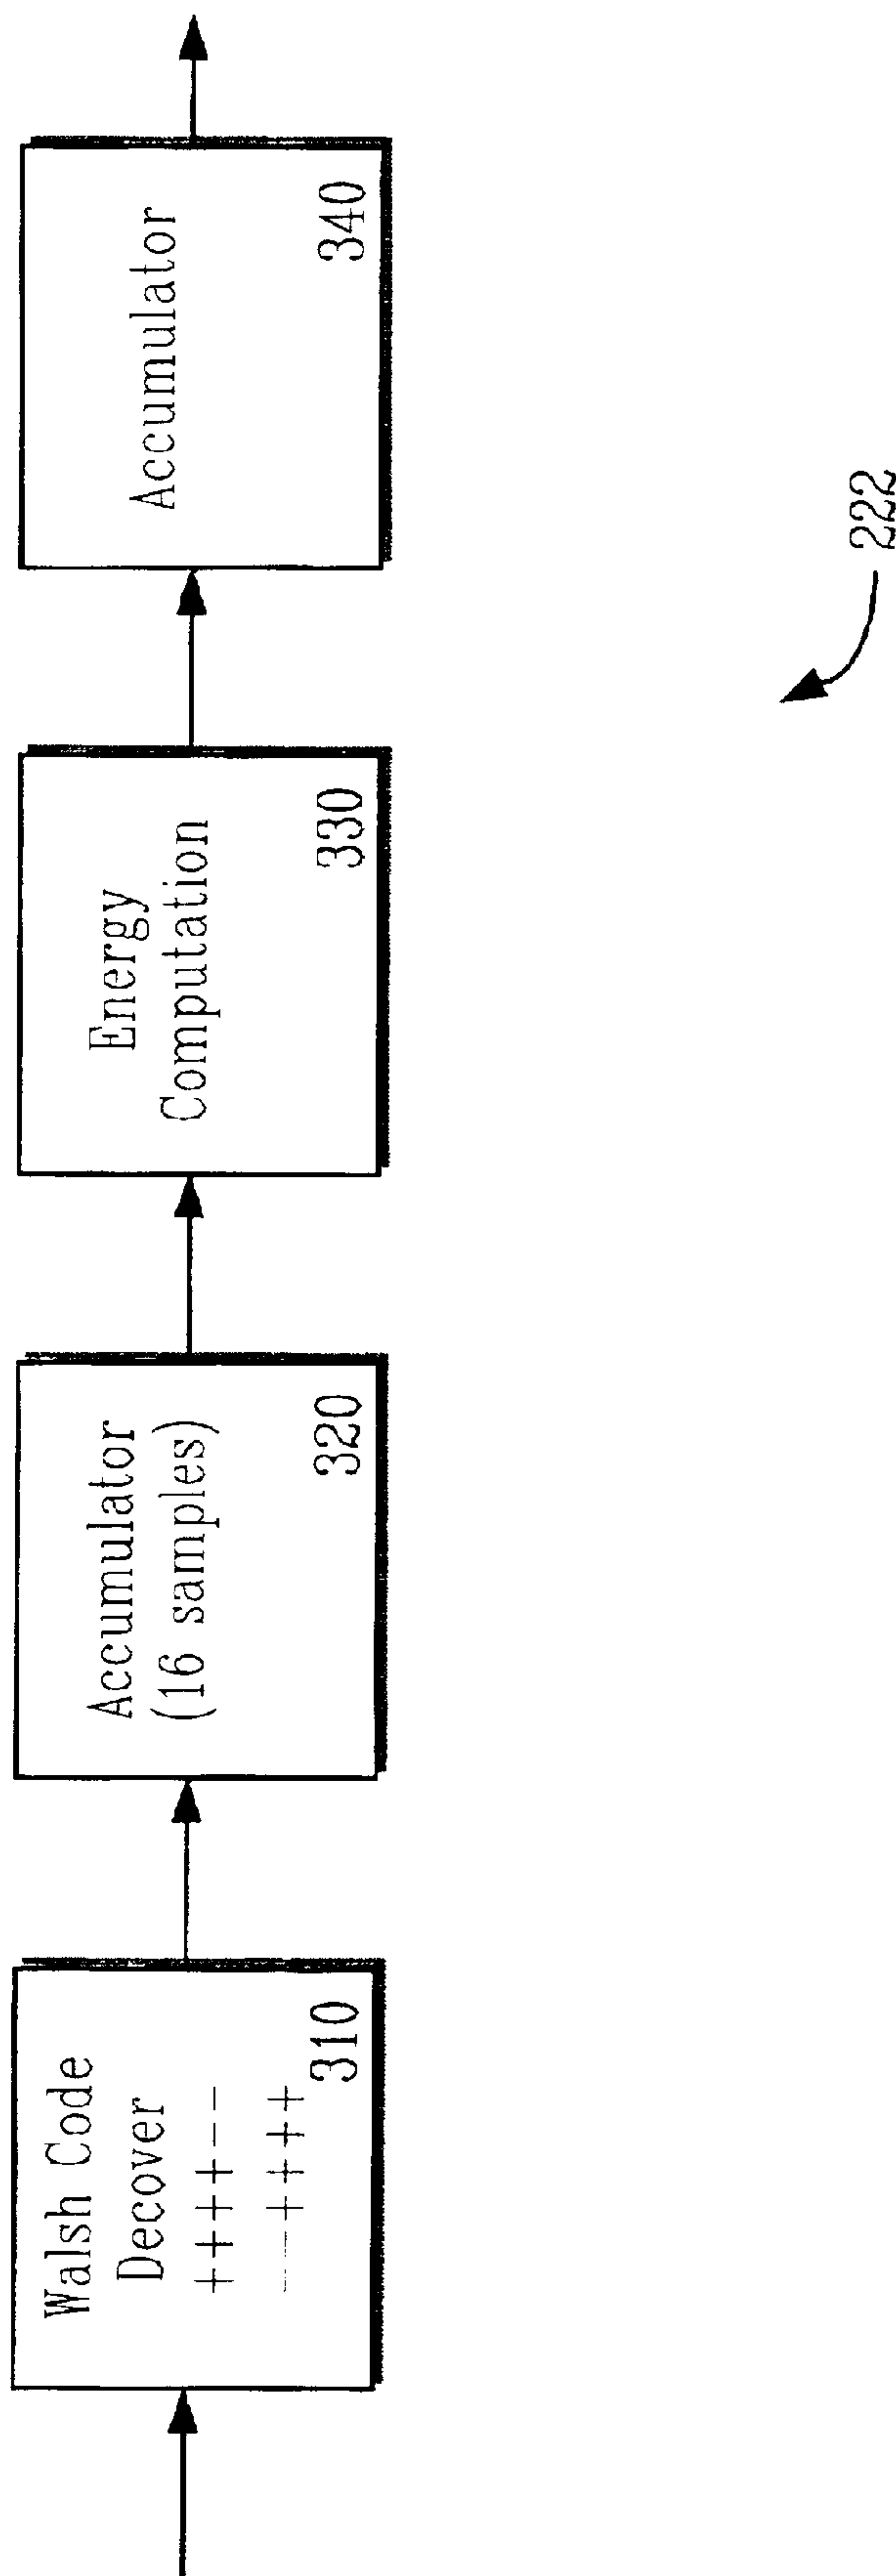 Walsh Code
Decover
++++--
--++++
310
Accumulator
(16 samples)
320
Energy
Computation
330
Accumulator
340
222